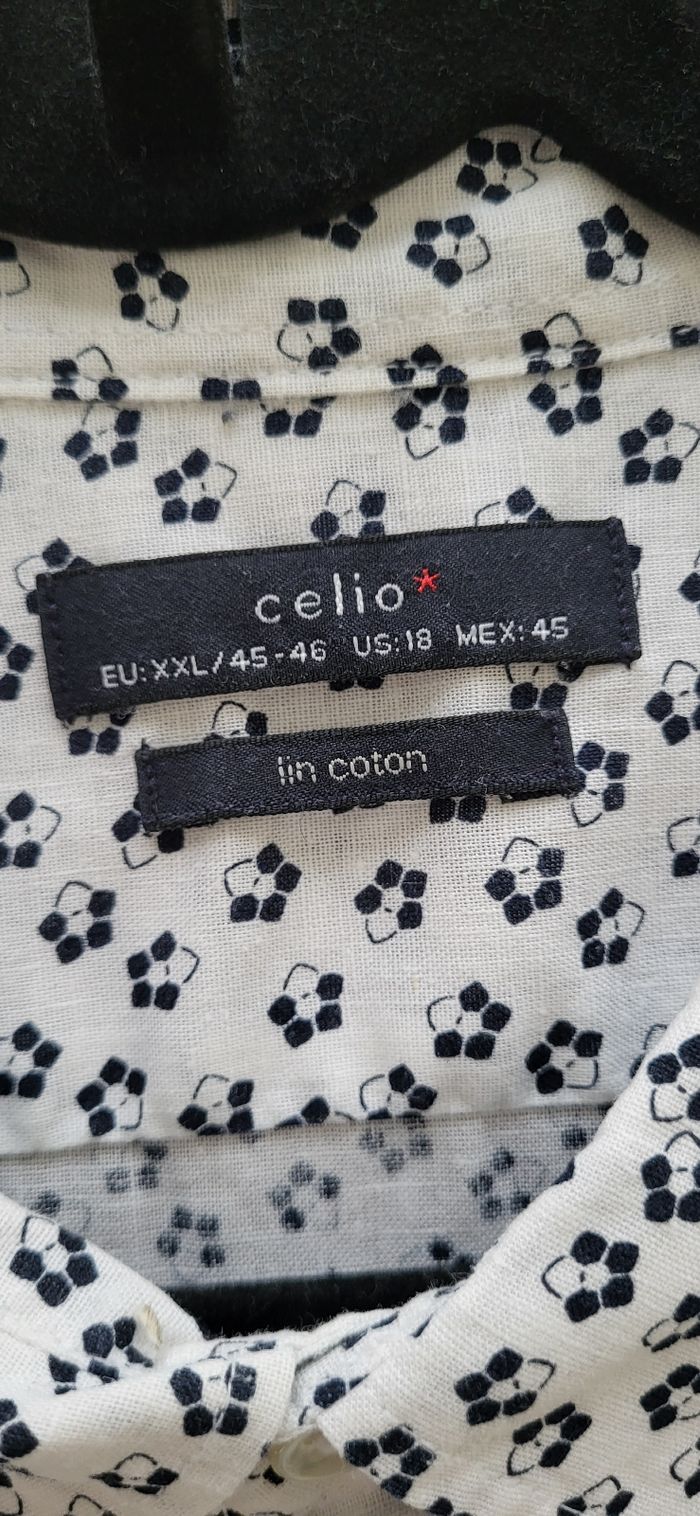 celio*
EU:XXL/45-46 US:18 MEX:45
lin coton